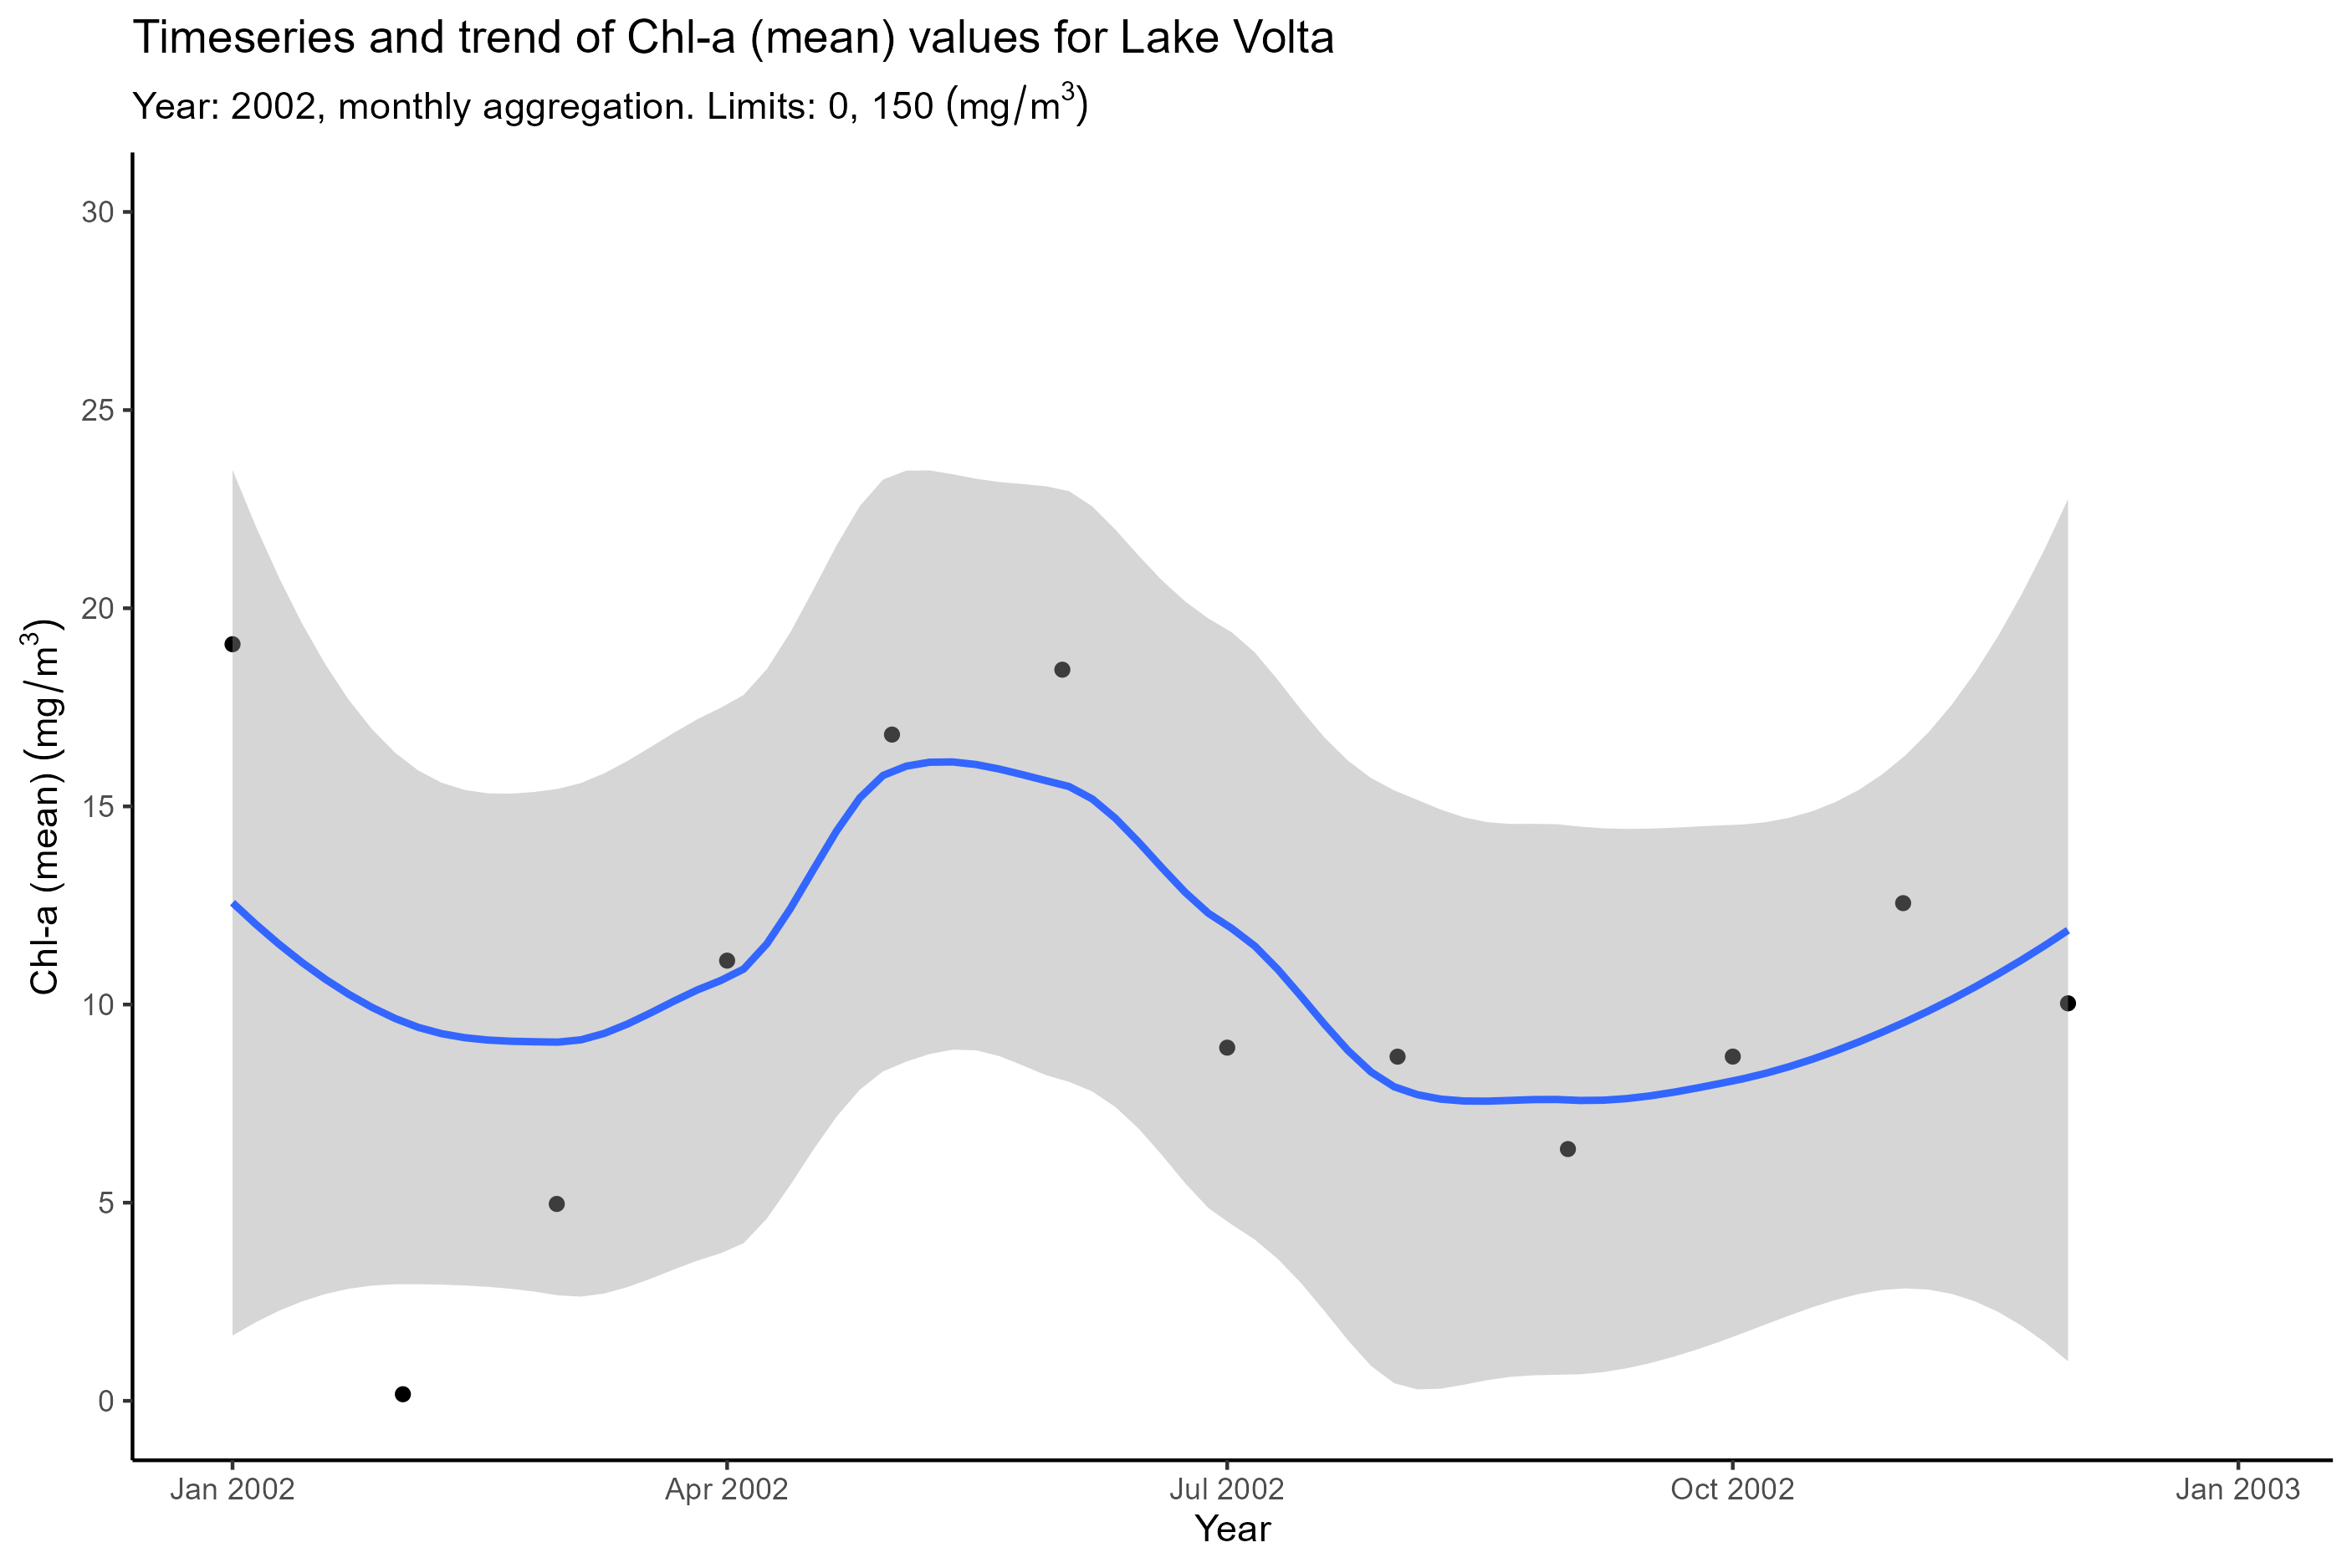 Timeseries and trend of Chl-a (mean) values for Lake Volta
Year: 2002, monthly aggregation. Limits: 0, 150 (mg/m³)
Chl-a (mean) (mg/m³)
30
25
20
15
10
5
0
Jan 2002
Apr 2002
Jul 2002
Oct 2002
Jan 2003
Year